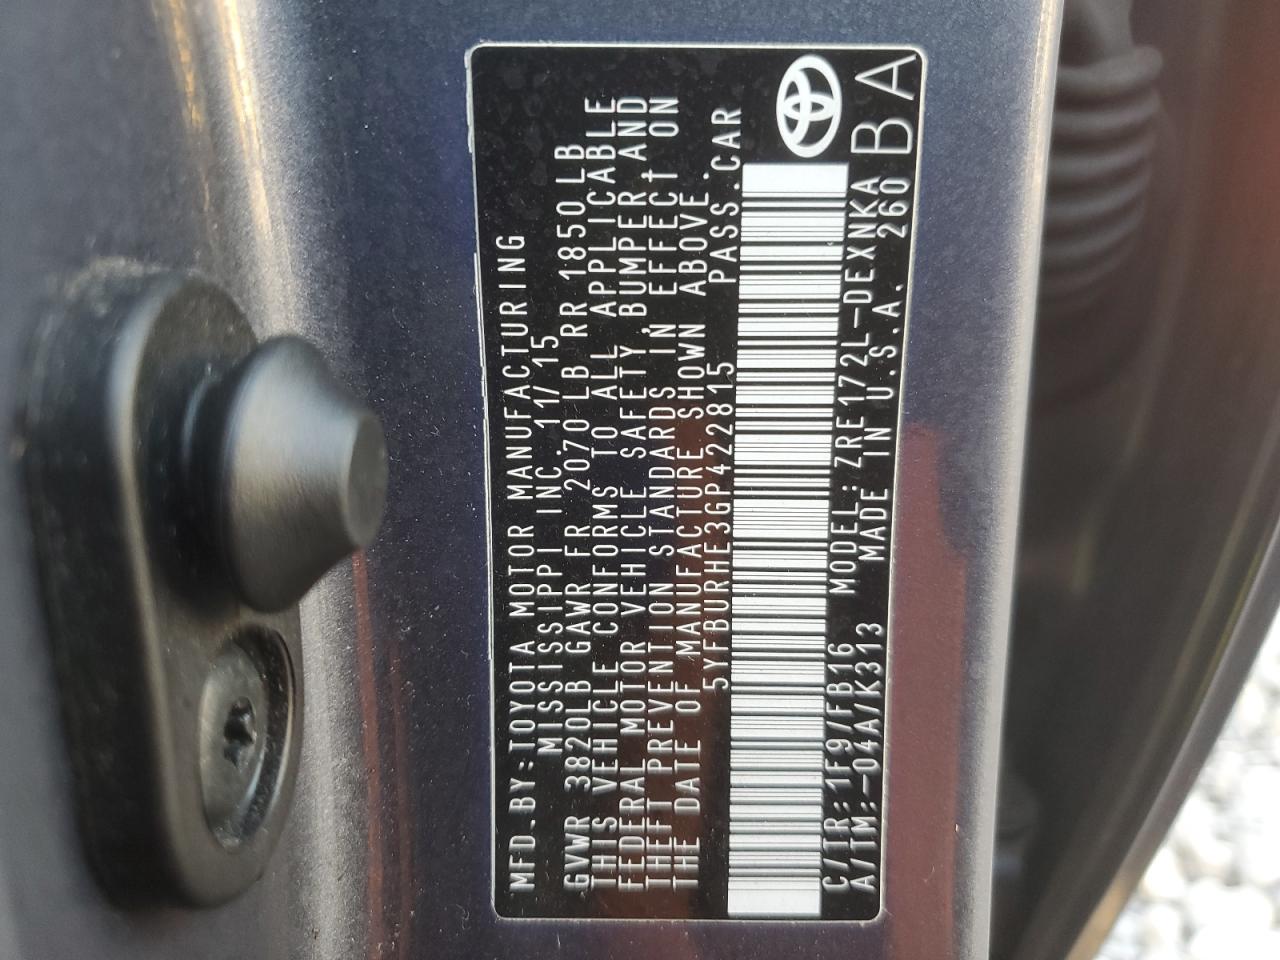 MFD.BY:TOYOTA MOTOR MANUFACTURING
MISSISSIPPI INC. 11/15
GVWR 3820LB GAWR FR 2070 LB RR 1850LB
THIS VEHICLE CONFORMS TO ALL APPLICABLE
FEDERAL MOTOR VEHICLE SAFETY, BUMPER, AND
THEFT PREVENTION STANDARDS IN EFFECT ON
THE DATE OF MANUFACTURE SHOWN ABOVE.
5YFBURHE3GP422815 PASS.CAR
C/TR:1F9/FB16 MODEL:ZRE172L-DEXNKA
A/TM:-04A/K313 MADE IN U.S.A. 260
BA